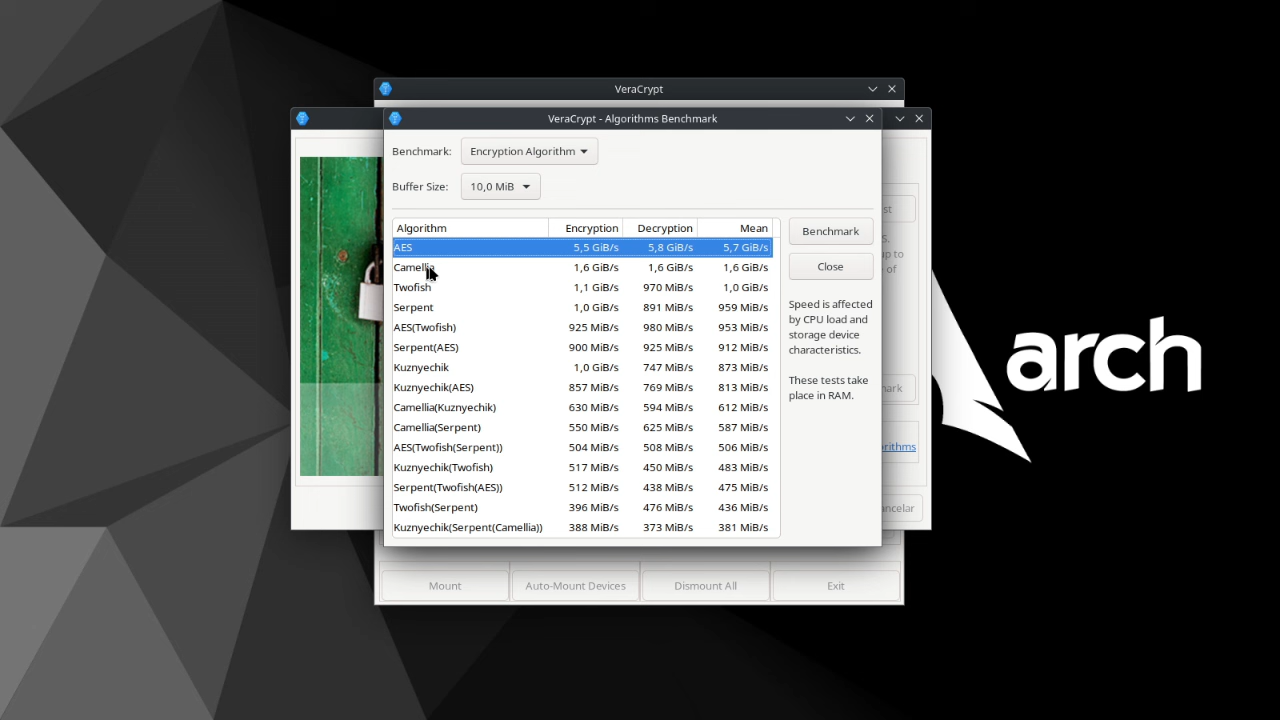 VeraCrypt
VeraCrypt - Algorithms Benchmark
Benchmark: Encryption Algorithm
Buffer Size: 10,0 MiB
Algorithm Encryption Decryption Mean
AES 5,5 GiB/s 5,8 GiB/s 5,7 GiB/s
Camellia 1,6 GiB/s 1,6 GiB/s 1,6 GiB/s
Twofish 1,1 GiB/s 970 MiB/s 1,0 GiB/s
Serpent 1,0 GiB/s 891 MiB/s 959 MiB/s
AES(Twofish) 925 MiB/s 980 MiB/s 953 MiB/s
Serpent(AES) 900 MiB/s 925 MiB/s 912 MiB/s
Kuznyechik 1,0 GiB/s 747 MiB/s 873 MiB/s
Kuznyechik(AES) 857 MiB/s 769 MiB/s 813 MiB/s
Camellia(Kuznyechik) 630 MiB/s 594 MiB/s 612 MiB/s
Camellia(Serpent) 550 MiB/s 625 MiB/s 587 MiB/s
AES(Twofish(Serpent)) 504 MiB/s 508 MiB/s 506 MiB/s
Kuznyechik(Twofish) 517 MiB/s 450 MiB/s 483 MiB/s
Serpent(Twofish(AES)) 512 MiB/s 438 MiB/s 475 MiB/s
Twofish(Serpent) 396 MiB/s 476 MiB/s 436 MiB/s
Kuznyechik(Serpent(Camellia)) 388 MiB/s 373 MiB/s 381 MiB/s
Benchmark
Close
Speed is affected
by CPU load and
storage device
characteristics.
These tests take
place in RAM.
st
S.
up to
of
ark
rithms
ancelar
Mount Auto-Mount Devices Dismount All Exit
arch